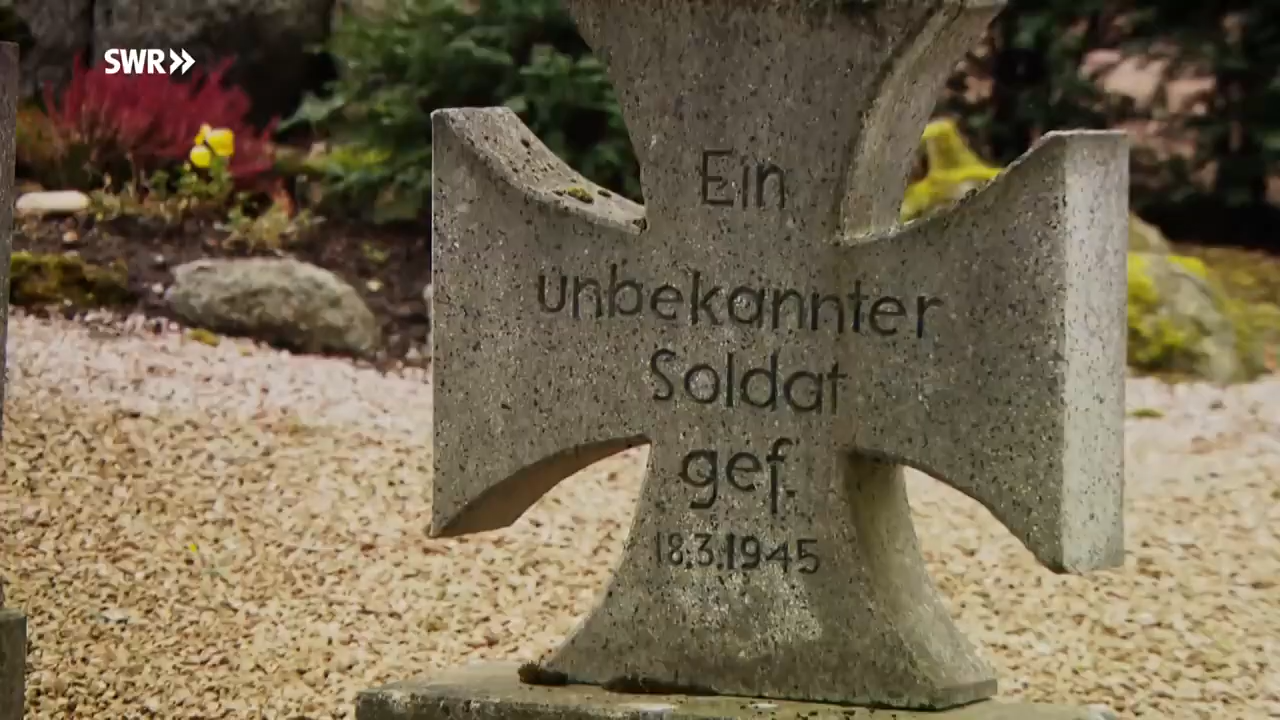 SWR»
Ein
unbekannter
Soldat
gef.
18.3.1945